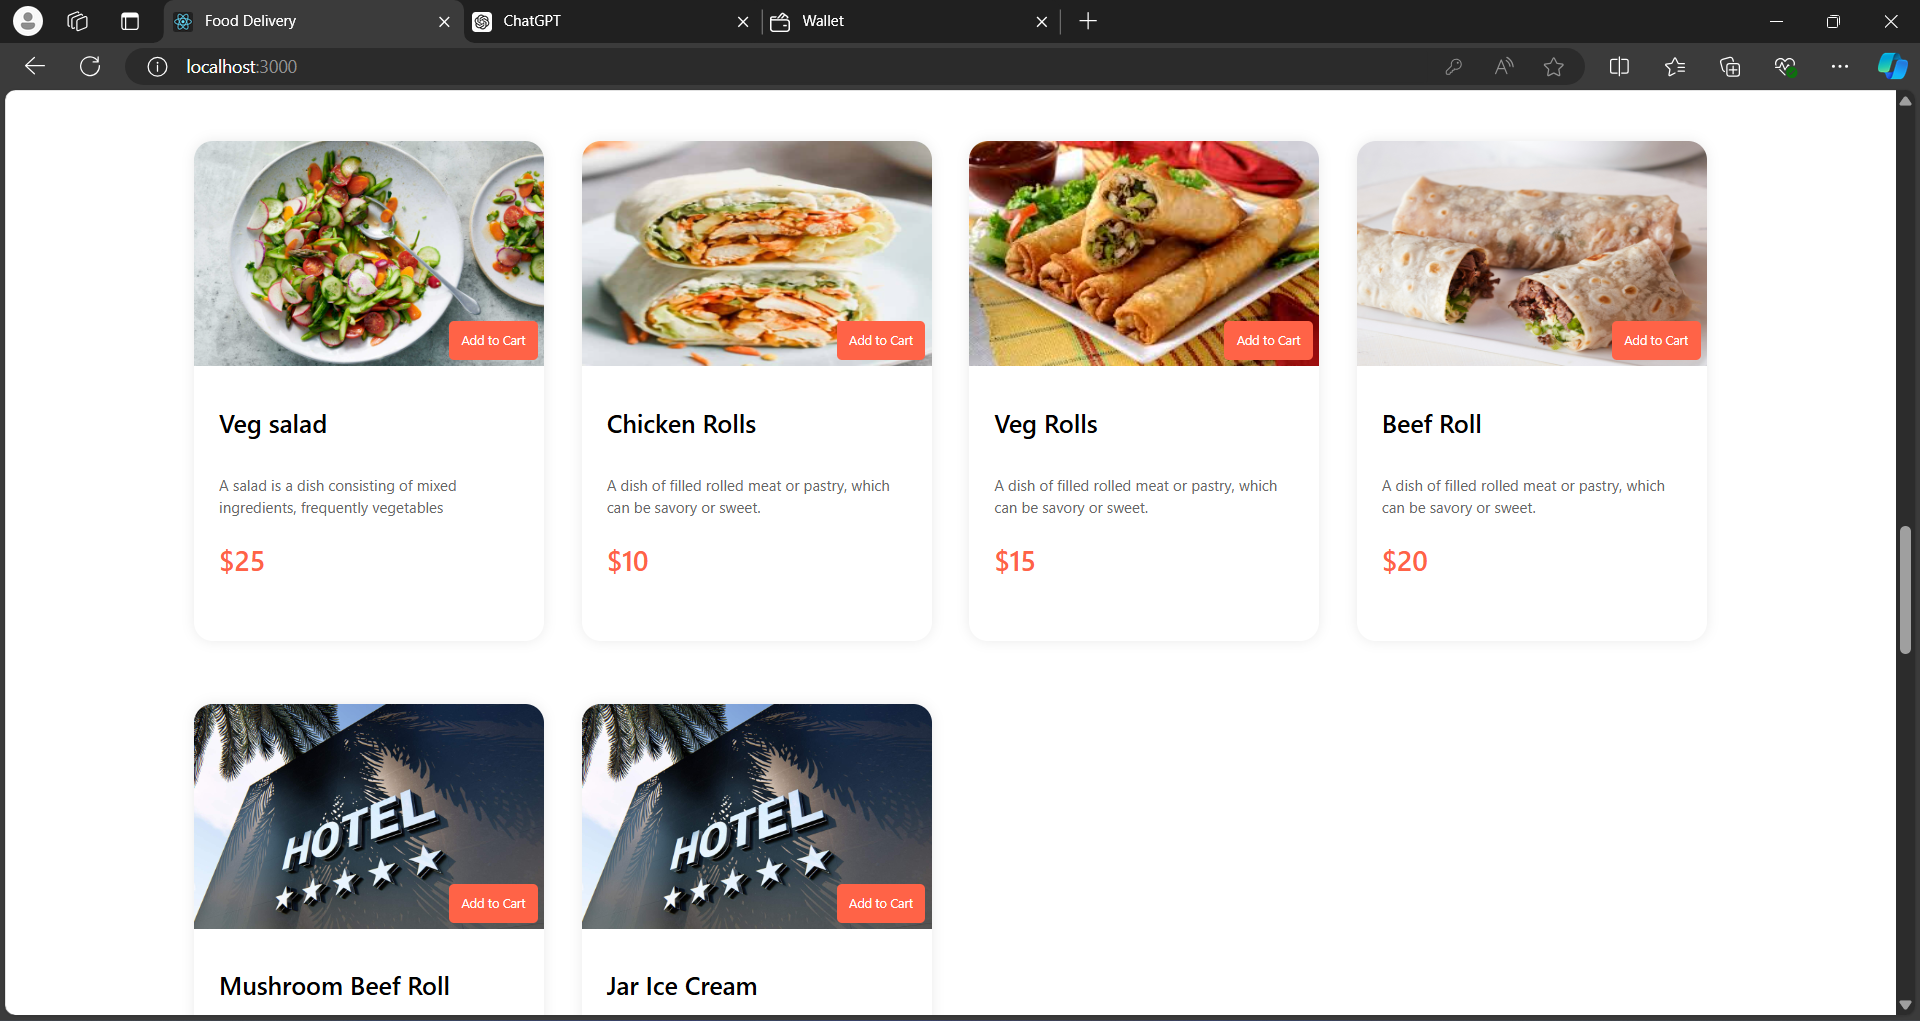 Food Delivery
ChatGPT
Wallet
localhost:3000
Add to Cart
Add to Cart
Add to Cart
Add to Cart
Veg salad
Chicken Rolls
Veg Rolls
Beef Roll
A salad is a dish consisting of mixed
ingredients, frequently vegetables
A dish of filled rolled meat or pastry, which
can be savory or sweet.
A dish of filled rolled meat or pastry, which
can be savory or sweet.
A dish of filled rolled meat or pastry, which
can be savory or sweet.
$25
$10
$15
$20
HOTEL
Add to Cart
HOTEL
Add to Cart
Mushroom Beef Roll
Jar Ice Cream